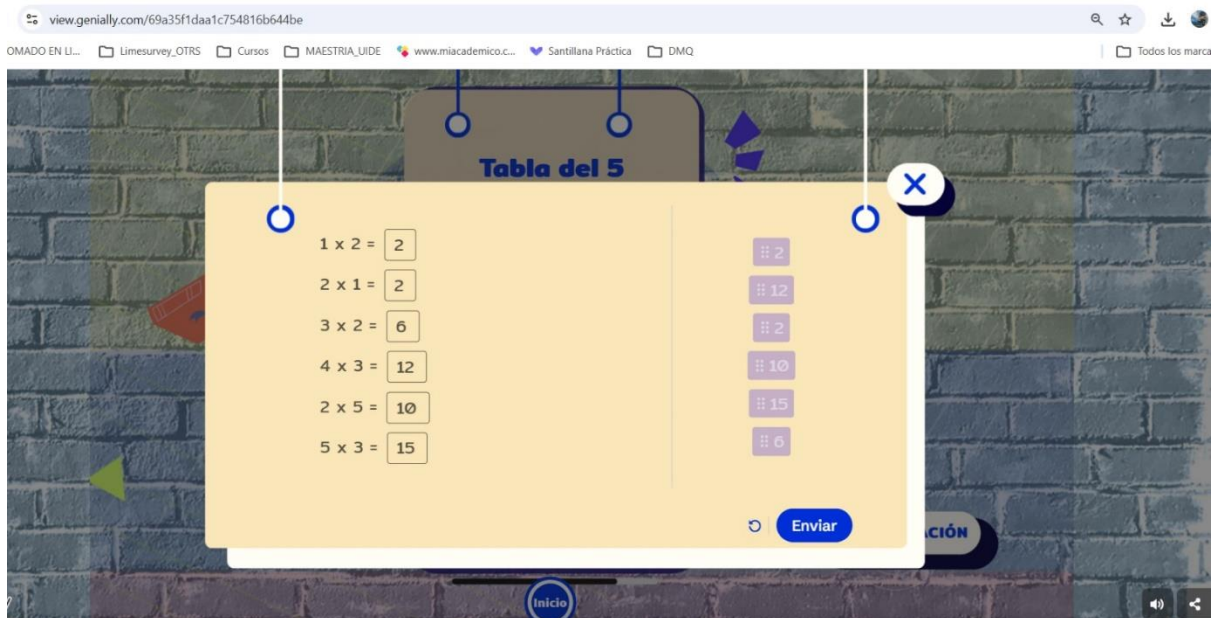 view.genially.com/69a35f1daa1c754816b644be
OMADO EN LI... Limesurvey_OTRS Cursos MAESTRIA_UIDE www.miacademico.c... Santillana Práctica DMQ Todos los marca
Tabla del 5
1 x 2 = 2
2 x 1 = 2
3 x 2 = 6
4 x 3 = 12
2 x 5 = 10
5 x 3 = 15
2
12
2
10
15
6
Enviar
CIÓN
Inicio